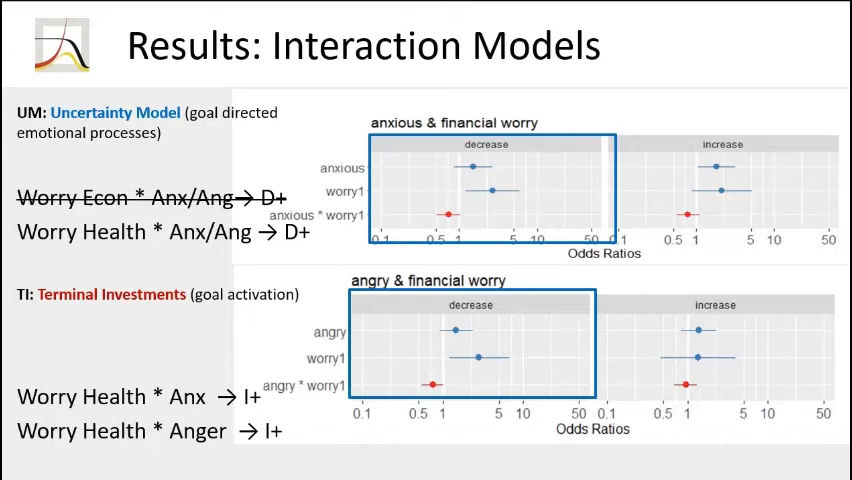 Results: Interaction Models
UM: Uncertainty Model (goal directed
emotional processes)
Worry Econ * Anx/Ang→ D+
Worry Health * Anx/Ang → D+
TI: Terminal Investments (goal activation)
Worry Health * Anx → I+
Worry Health * Anger → I+
anxious & financial worry
decrease increase
anxious
worry1
anxious * worry1
0.1 0.5 1 5 10 50 0.1 0.5 1 5 10 50
Odds Ratios
angry & financial worry
decrease increase
angry
worry1
angry * worry1
0.1 0.5 1 5 10 50 0.1 0.5 1 5 10 50
Odds Ratios